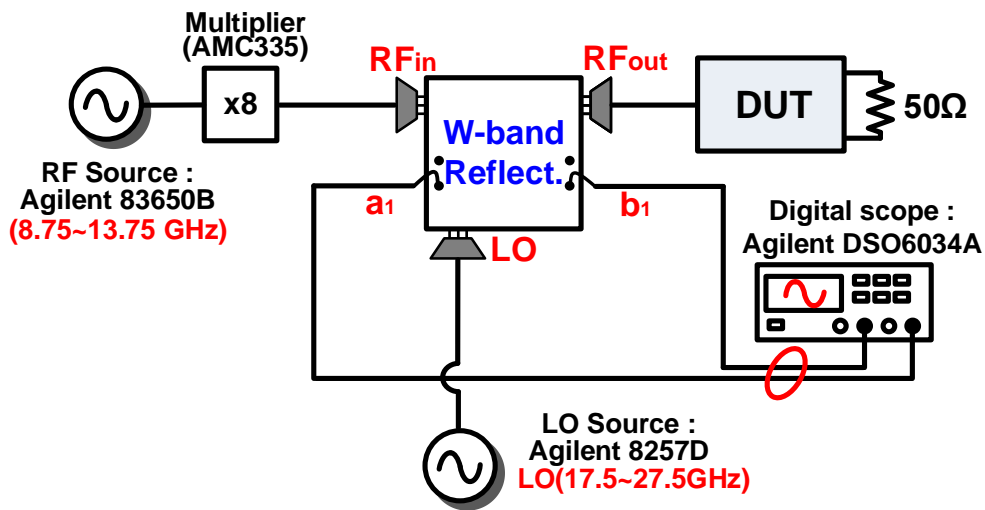 Multiplier
(AMC335)
x8
RF Source :
Agilent 83650B
(8.75~13.75 GHz)
RFin
RFout
W-band
Reflect.
a1
b1
LO
DUT
50Ω
Digital scope :
Agilent DSO6034A
LO Source :
Agilent 8257D
LO(17.5~27.5GHz)